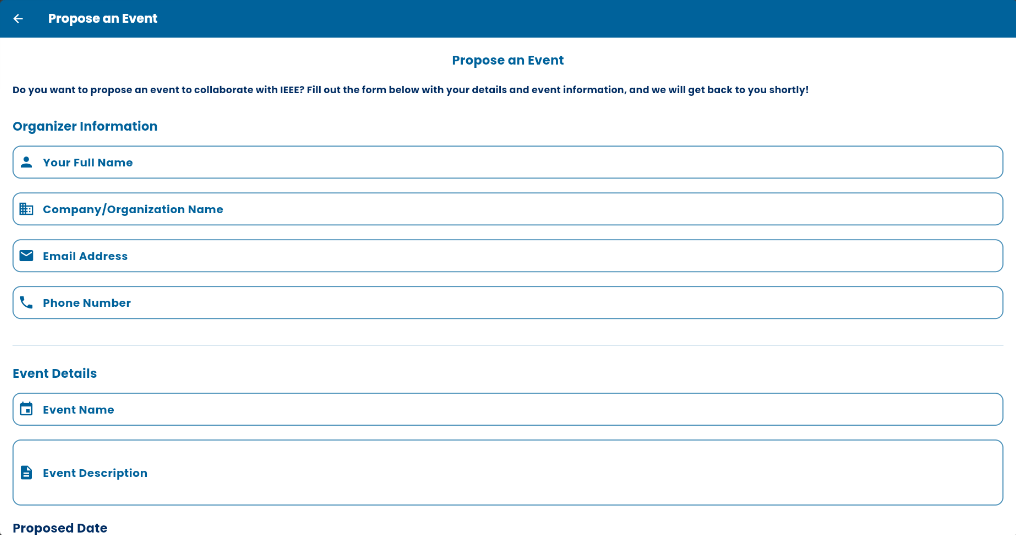 Propose an Event
Propose an Event
Do you want to propose an event to collaborate with IEEE? Fill out the form below with your details and event information, and we will get back to you shortly!
Organizer Information
Your Full Name
Company/Organization Name
Email Address
Phone Number
Event Details
Event Name
Event Description
Proposed Date